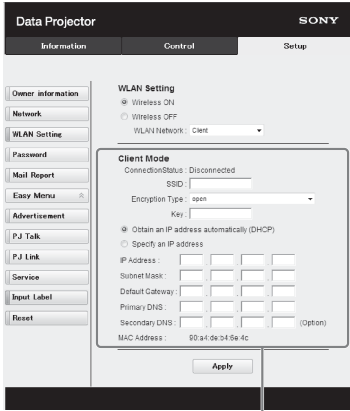 Data Projector
SONY
Information
Control
Setup
Owner information
Network
WLAN Setting
Password
Mail Report
Easy Menu
Advertisement
PJ Talk
PJ Link
Service
Input Label
Reset
WLAN Setting
Wireless ON
Wireless OFF
WLAN Network : Client
Client Mode
ConnectionStatus : Disconnected
SSID :
Encryption Type : open
Key :
Obtain an IP address automatically (DHCP)
Specify an IP address
IP Address :
Subnet Mask :
Default Gateway :
Primary DNS :
Secondary DNS : (Option)
MAC Address : 90:a4:de:b4:6e:4c
Apply